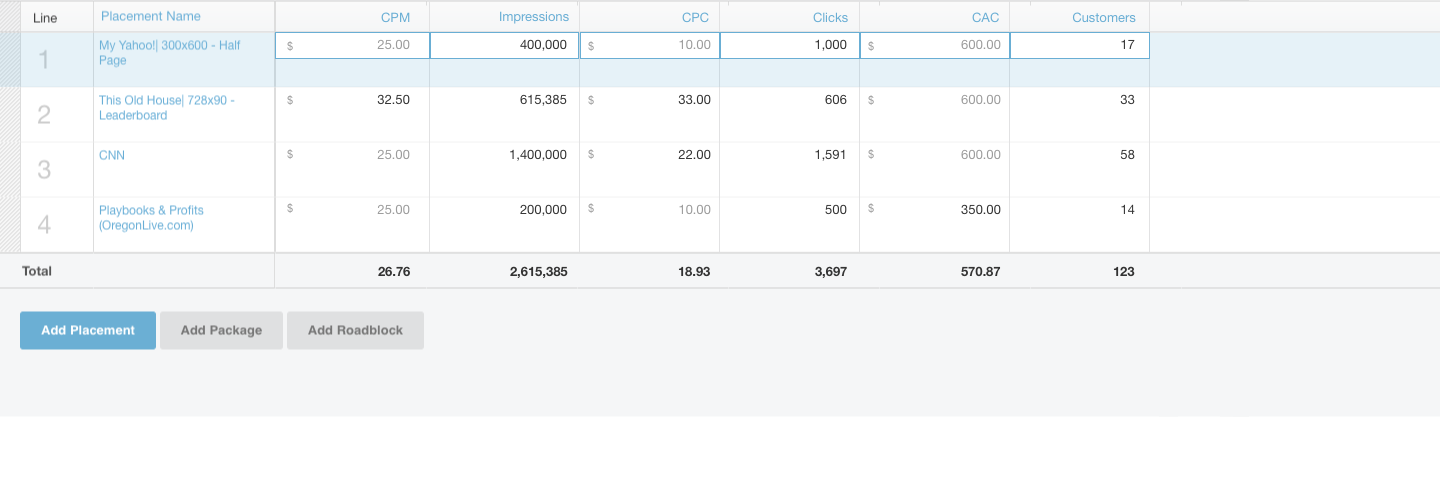 Line Placement Name CPM Impressions CPC Clicks CAC Customers
1 My Yahoo!| 300x600 - Half $ 25.00 400,000 $ 10.00 1,000 $ 600.00 17
Page
2 This Old House| 728x90 - $ 32.50 615,385 $ 33.00 606 $ 600.00 33
Leaderboard
3 CNN $ 25.00 1,400,000 $ 22.00 1,591 $ 600.00 58
4 Playbooks & Profits $ 25.00 200,000 $ 10.00 500 $ 350.00 14
(OregonLive.com)
Total 26.76 2,615,385 18.93 3,697 570.87 123
Add Placement Add Package Add Roadblock